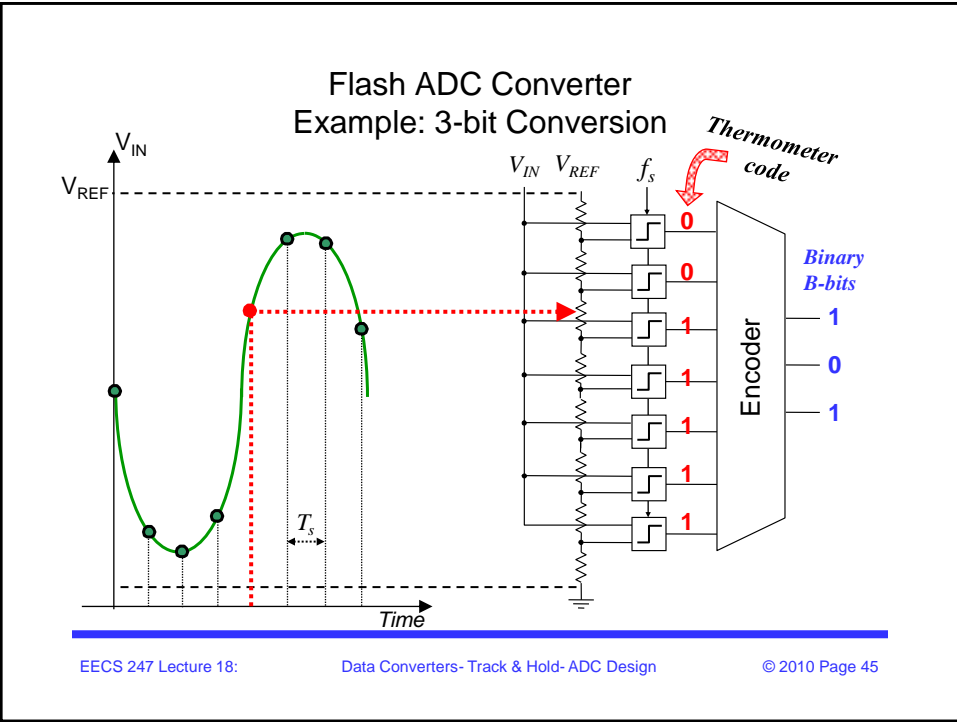 Flash ADC Converter
Example: 3-bit Conversion
Thermometer
code
V_IN
V_REF
V_IN V_REF f_s
0
0
1
1
1
1
1
Encoder
Binary
B-bits
1
0
1
T_s
Time
EECS 247 Lecture 18: Data Converters- Track & Hold- ADC Design © 2010 Page 45